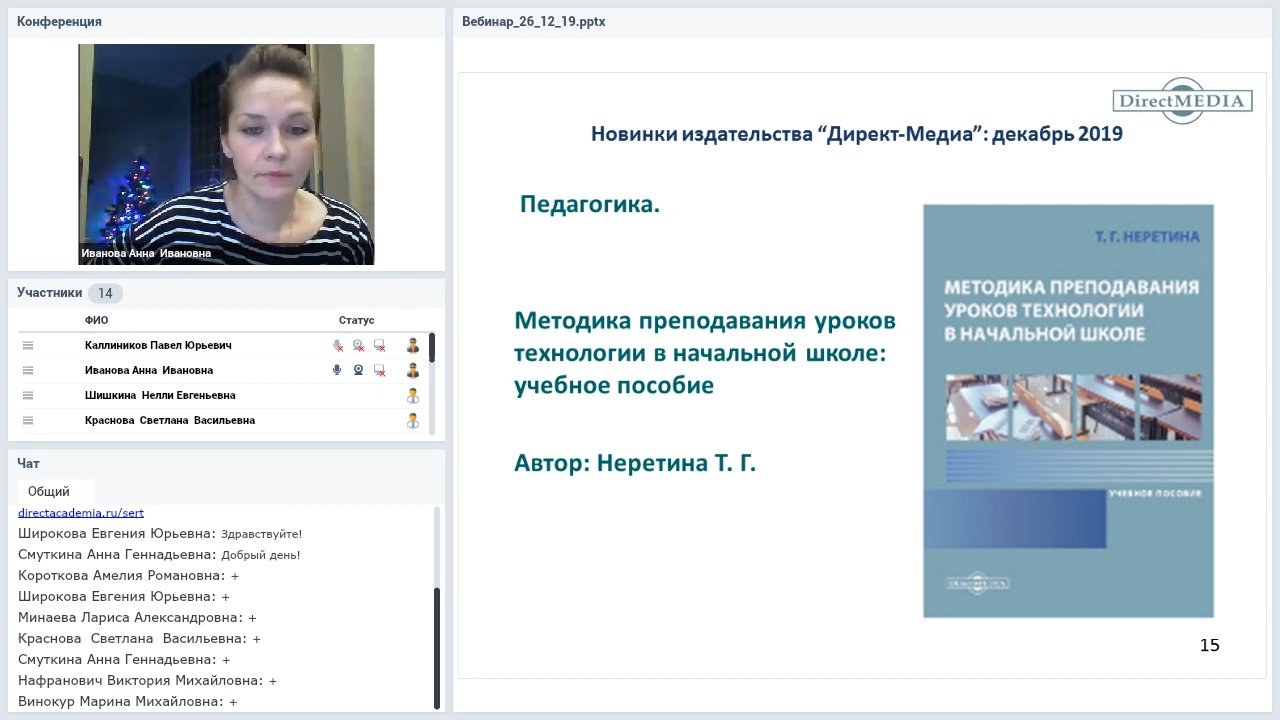 Конференция
Иванова Анна  Ивановна
Участники 14
ФИО Статус
Каллиников Павел Юрьевич
Иванова Анна  Ивановна
Шишкина  Нелли Евгеньевна
Краснова  Светлана  Васильевна
Чат
Общий
directacademia.ru/sert
Широкова Евгения Юрьевна: Здравствуйте!
Смуткина Анна Геннадьевна: Добрый день!
Короткова Амелия Романовна: +
Широкова Евгения Юрьевна: +
Минаева Лариса Александровна: +
Краснова  Светлана  Васильевна: +
Смуткина Анна Геннадьевна: +
Нафранович Виктория Михайловна: +
Винокур Марина Михайловна: +
Вебинар_26_12_19.pptx
DirectMEDIA
Новинки издательства “Директ-Медиа”: декабрь 2019
Педагогика.
Методика преподавания уроков
технологии в начальной школе:
учебное пособие
Автор: Неретина Т. Г.
Т. Г. НЕРЕТИНА
МЕТОДИКА ПРЕПОДАВАНИЯ
УРОКОВ ТЕХНОЛОГИИ
В НАЧАЛЬНОЙ ШКОЛЕ
УЧЕБНОЕ ПОСОБИЕ
DirectMEDIA
15